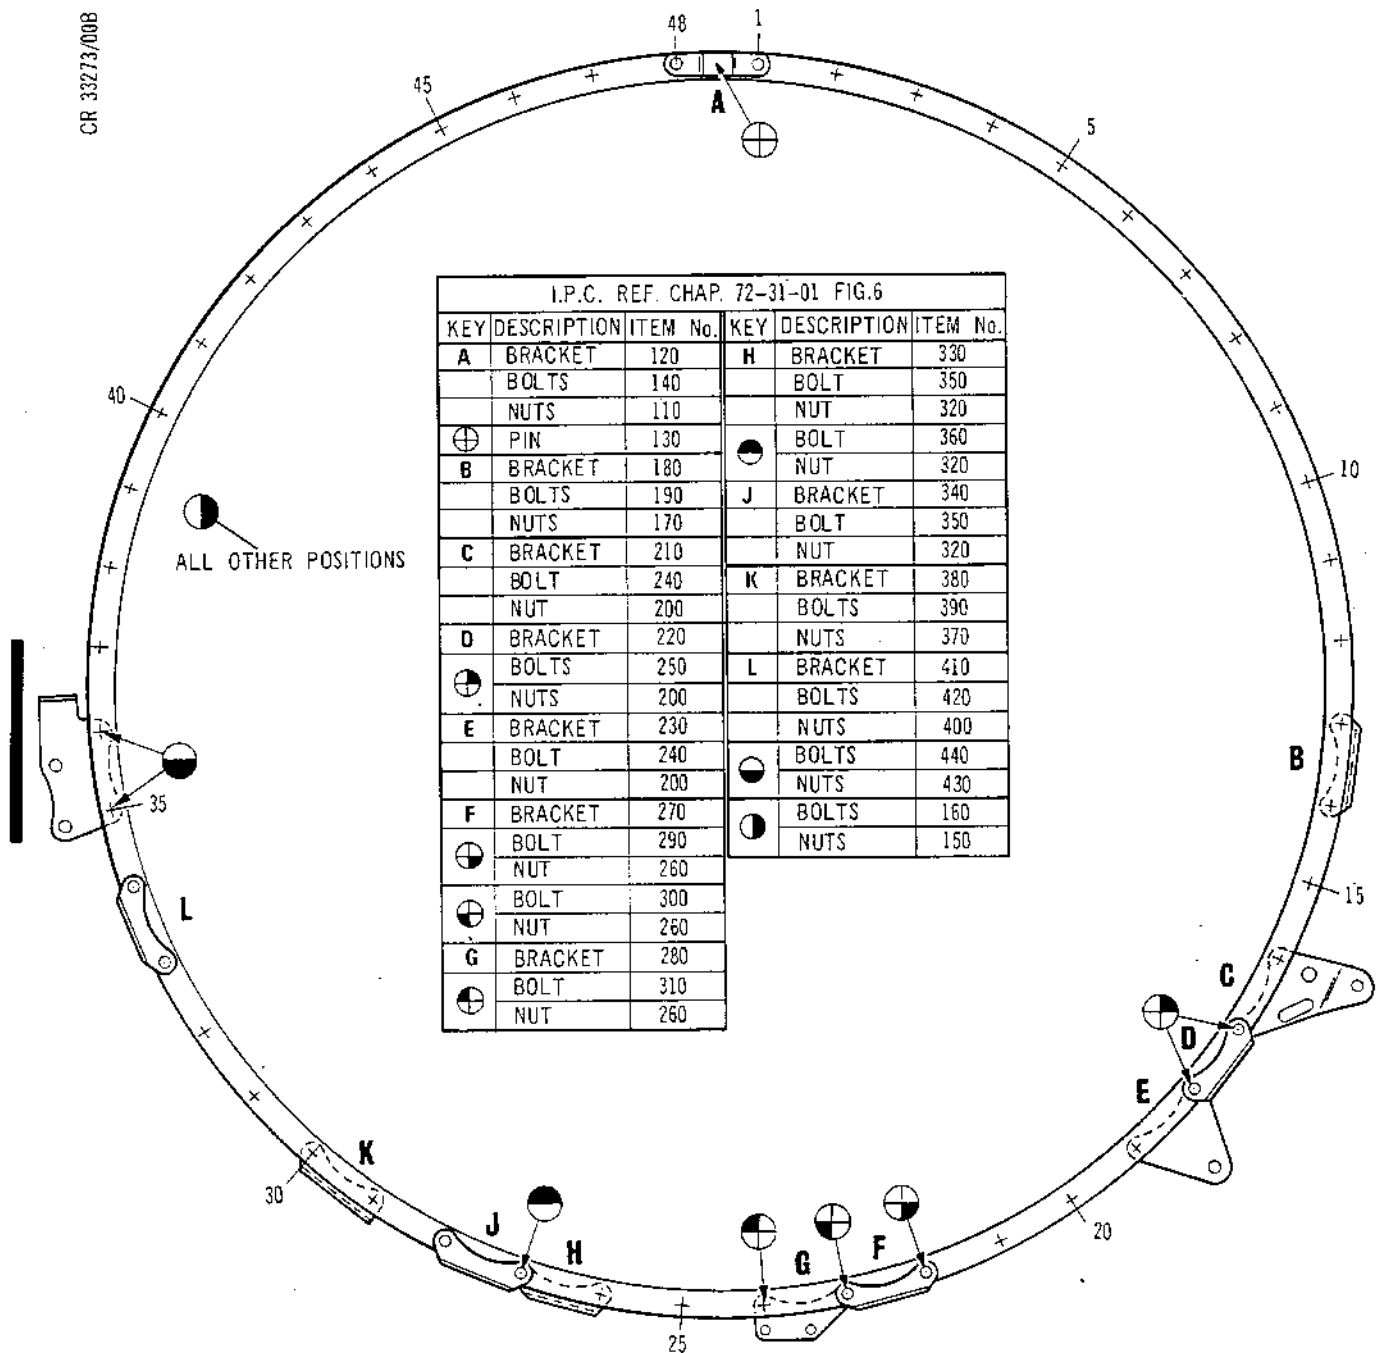 CR 33273/00B
48
1
45
A
5
I.P.C. REF. CHAP. 72-31-01 FIG.6
KEY DESCRIPTION ITEM No. KEY DESCRIPTION ITEM No.
A BRACKET 120 H BRACKET 330
BOLTS 140 BOLT 350
NUTS 110 NUT 320
PIN 130 BOLT 360
B BRACKET 180 NUT 320
BOLTS 190 J BRACKET 340
NUTS 170 BOLT 350
C BRACKET 210 NUT 320
BOLT 240 K BRACKET 380
NUT 200 BOLTS 390
D BRACKET 220 NUTS 370
BOLTS 250 L BRACKET 410
NUTS 200 BOLTS 420
E BRACKET 230 NUTS 400
BOLT 240 BOLTS 440
NUT 200 NUTS 430
F BRACKET 270 BOLTS 160
BOLT 290 NUTS 150
NUT 260
BOLT 300
NUT 260
G BRACKET 280
BOLT 310
NUT 260
40
10
ALL OTHER POSITIONS
B
35
15
L
C
D
E
K
30
20
J
H
G
F
25